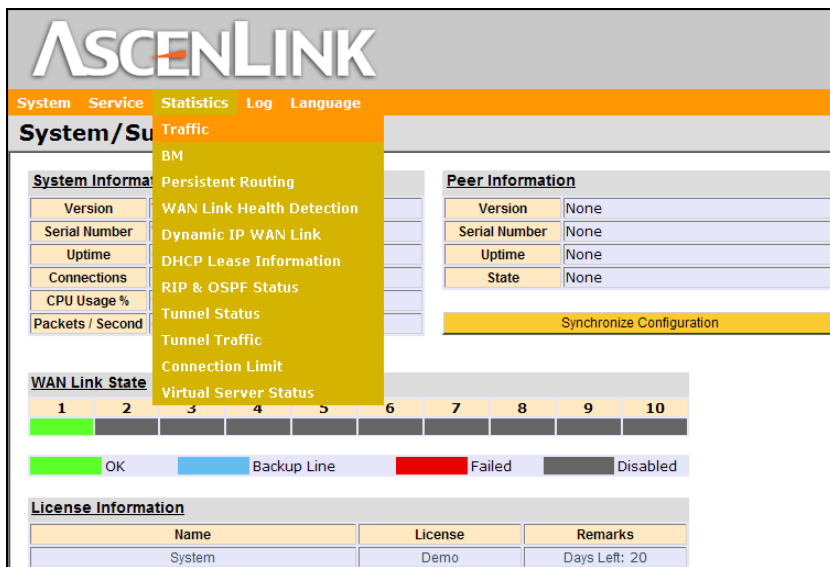 ASCENLINK
System Service Statistics Log Language
System/Su
Traffic
BM
Persistent Routing
WAN Link Health Detection
Dynamic IP WAN Link
DHCP Lease Information
RIP & OSPF Status
Tunnel Status
Tunnel Traffic
Connection Limit
Virtual Server Status
System Informat
Version
Serial Number
Uptime
Connections
CPU Usage %
Packets / Second
Peer Information
Version None
Serial Number None
Uptime None
State None
Synchronize Configuration
WAN Link State
1 2 3 4 5 6 7 8 9 10
OK Backup Line Failed Disabled
License Information
Name License Remarks
System Demo Days Left: 20